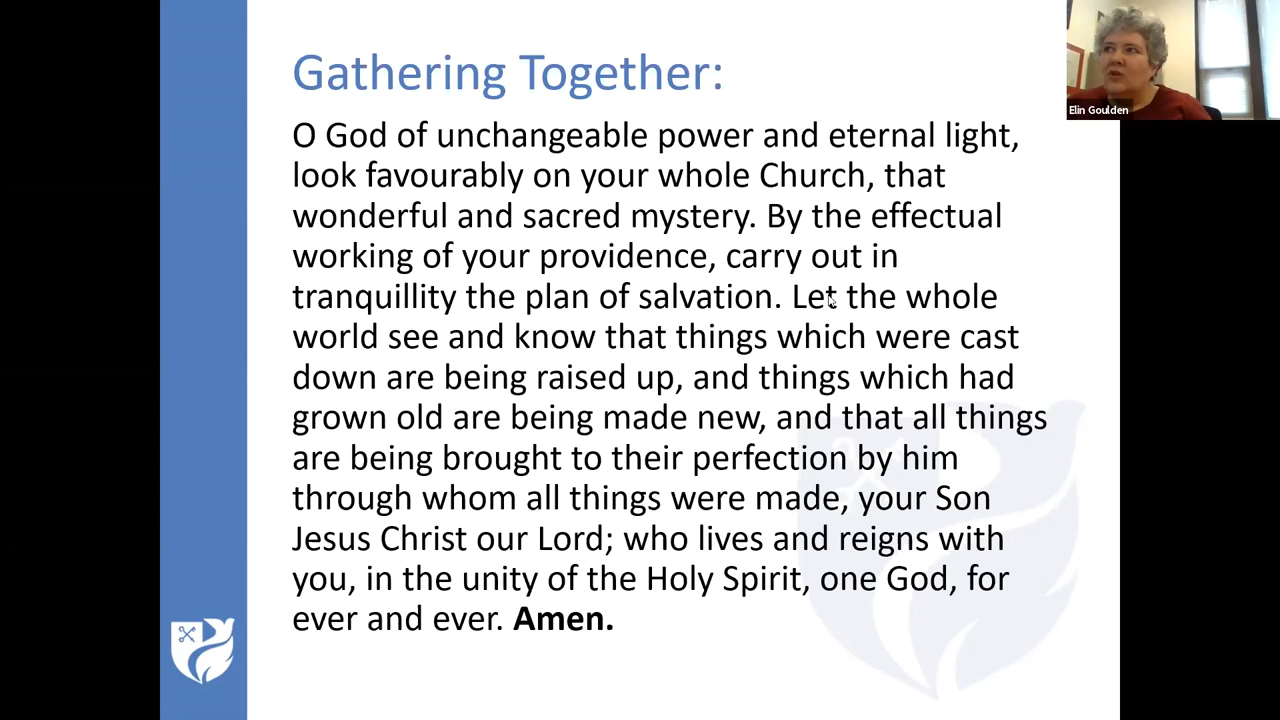 Gathering Together:
Elin Goulden
O God of unchangeable power and eternal light,
look favourably on your whole Church, that
wonderful and sacred mystery. By the effectual
working of your providence, carry out in
tranquillity the plan of salvation. Let the whole
world see and know that things which were cast
down are being raised up, and things which had
grown old are being made new, and that all things
are being brought to their perfection by him
through whom all things were made, your Son
Jesus Christ our Lord; who lives and reigns with
you, in the unity of the Holy Spirit, one God, for
ever and ever. Amen.